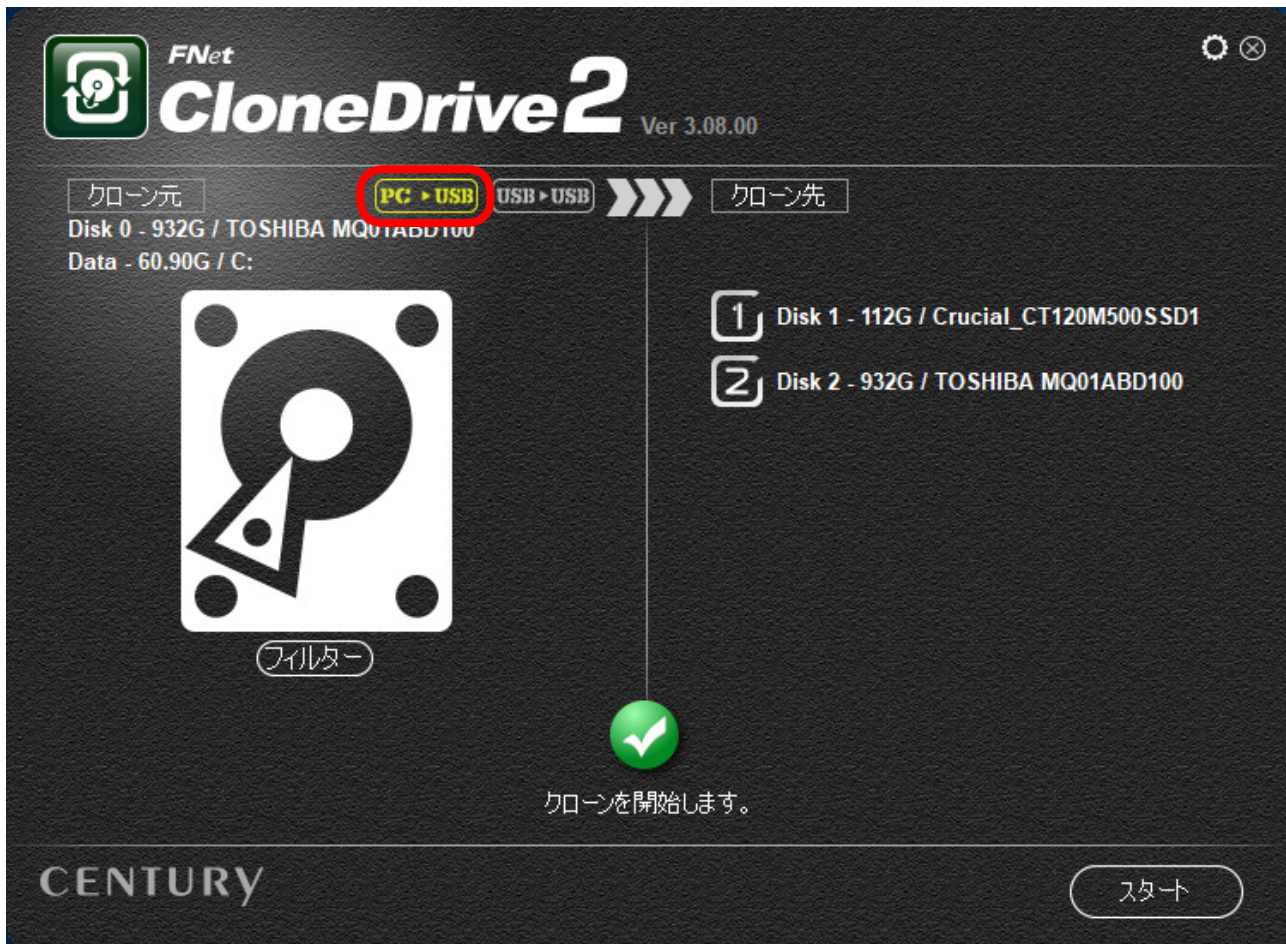 FNet
CloneDrive2 Ver 3.08.00
クローン元
PC ▸ USB
USB ▸ USB
クローン先
Disk 0 - 932G / TOSHIBA MQ01ABD100
Data - 60.90G / C:
1 Disk 1 - 112G / Crucial_CT120M500SSD1
2 Disk 2 - 932G / TOSHIBA MQ01ABD100
フィルター
クローンを開始します。
CENTURY
スタート